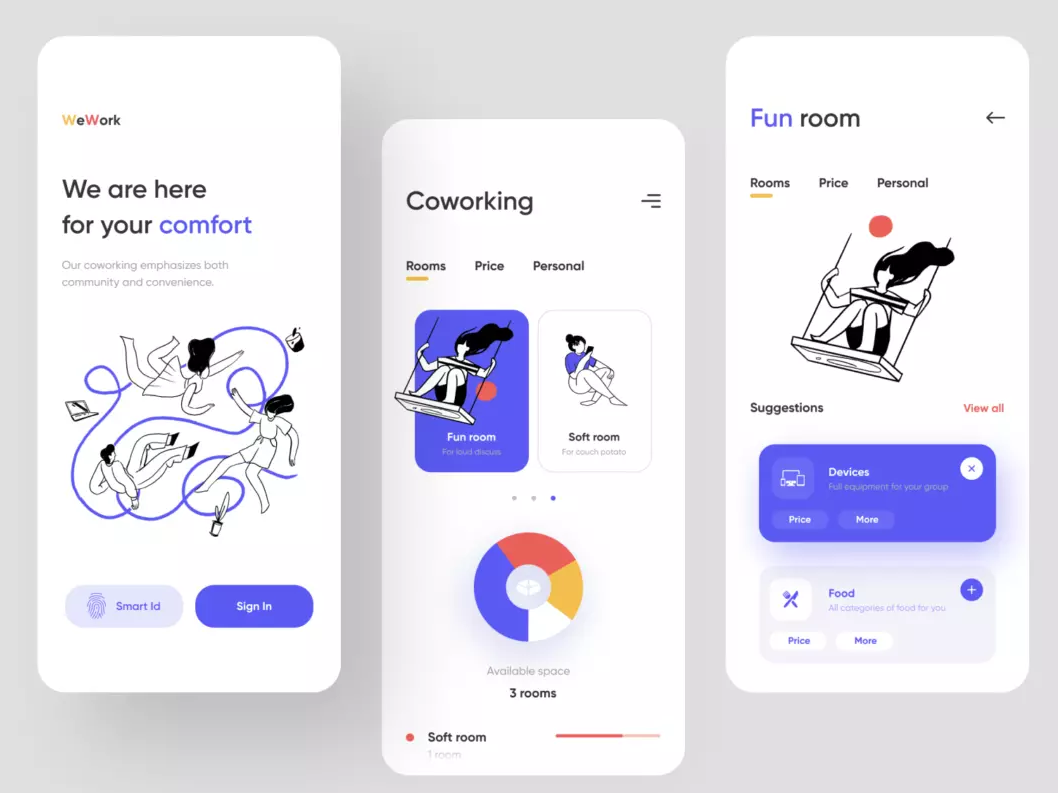 WeWork
We are here
for your comfort
Our coworking emphasizes both
community and convenience.
Smart Id
Sign In
Coworking
Rooms Price Personal
Fun room
For loud discuss
Soft room
For couch potato
Available space
3 rooms
Soft room
1 room
Fun room
Rooms Price Personal
Suggestions View all
Devices
Full equipment for your group
Price More
Food
All categories of food for you
Price More